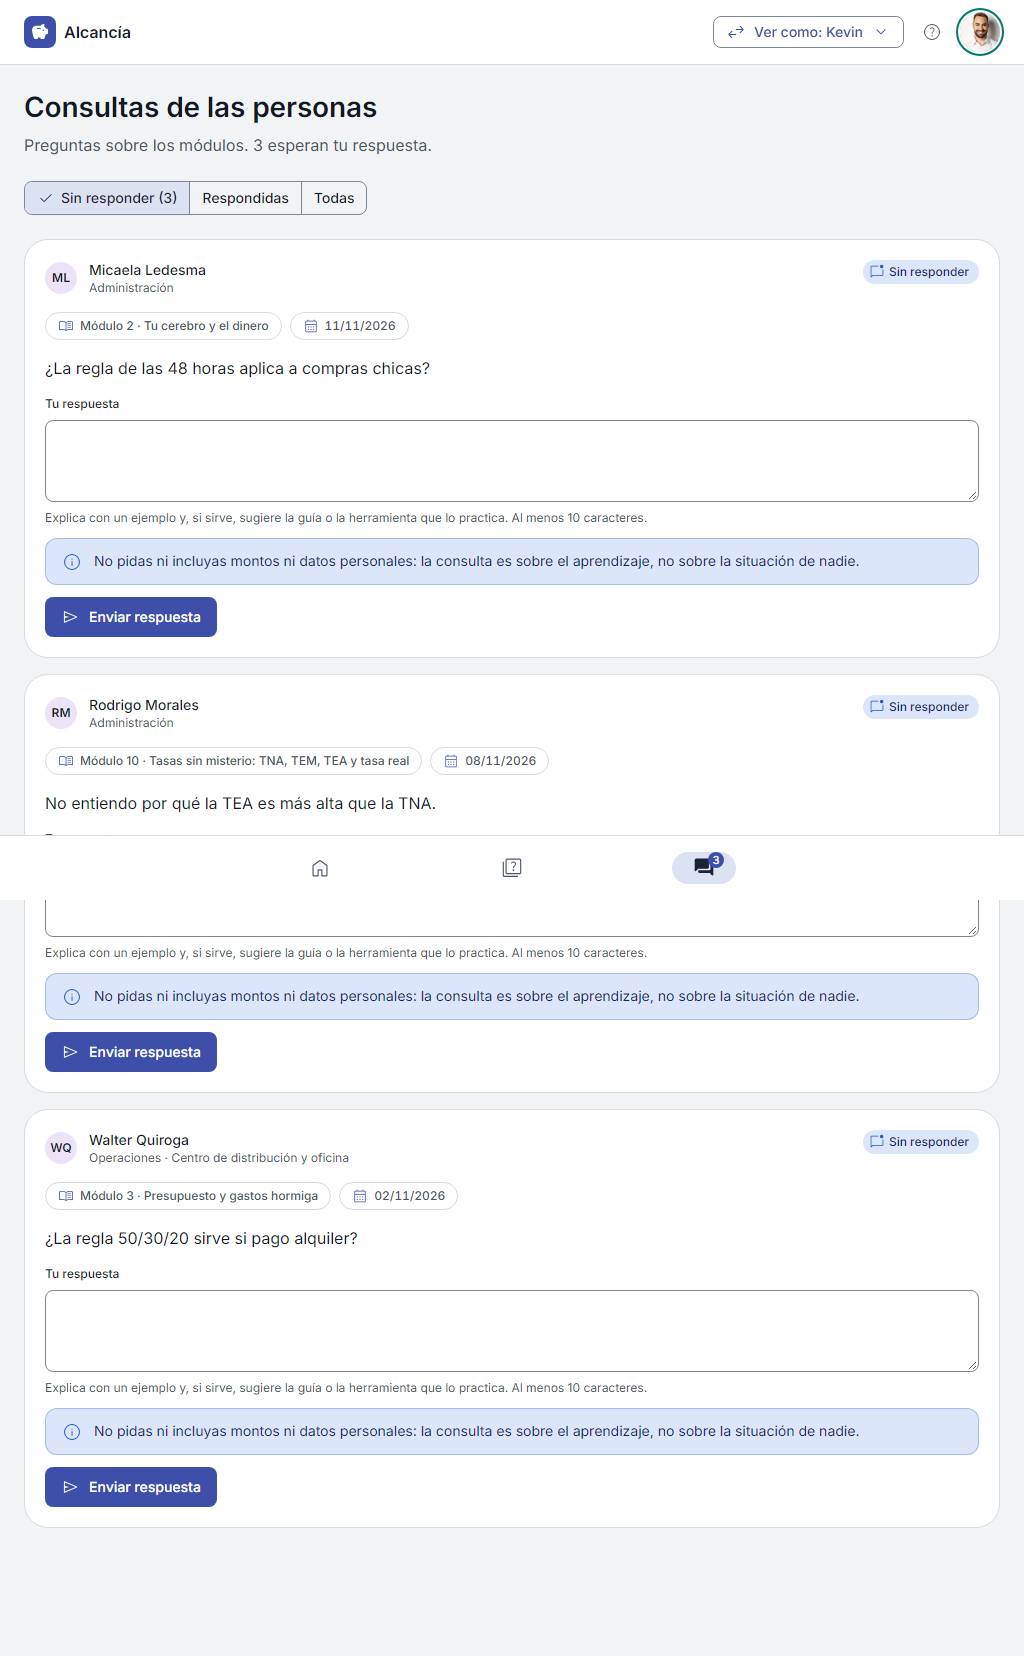 Alcancía
Ver como: Kevin
Consultas de las personas
Preguntas sobre los módulos. 3 esperan tu respuesta.
Sin responder (3)
Respondidas
Todas
ML
Micaela Ledesma
Administración
Sin responder
Módulo 2 · Tu cerebro y el dinero
11/11/2026
¿La regla de las 48 horas aplica a compras chicas?
Tu respuesta
Explica con un ejemplo y, si sirve, sugiere la guía o la herramienta que lo practica. Al menos 10 caracteres.
No pidas ni incluyas montos ni datos personales: la consulta es sobre el aprendizaje, no sobre la situación de nadie.
Enviar respuesta
RM
Rodrigo Morales
Administración
Sin responder
Módulo 10 · Tasas sin misterio: TNA, TEM, TEA y tasa real
08/11/2026
No entiendo por qué la TEA es más alta que la TNA.
3
Explica con un ejemplo y, si sirve, sugiere la guía o la herramienta que lo practica. Al menos 10 caracteres.
No pidas ni incluyas montos ni datos personales: la consulta es sobre el aprendizaje, no sobre la situación de nadie.
Enviar respuesta
WQ
Walter Quiroga
Operaciones · Centro de distribución y oficina
Sin responder
Módulo 3 · Presupuesto y gastos hormiga
02/11/2026
¿La regla 50/30/20 sirve si pago alquiler?
Tu respuesta
Explica con un ejemplo y, si sirve, sugiere la guía o la herramienta que lo practica. Al menos 10 caracteres.
No pidas ni incluyas montos ni datos personales: la consulta es sobre el aprendizaje, no sobre la situación de nadie.
Enviar respuesta